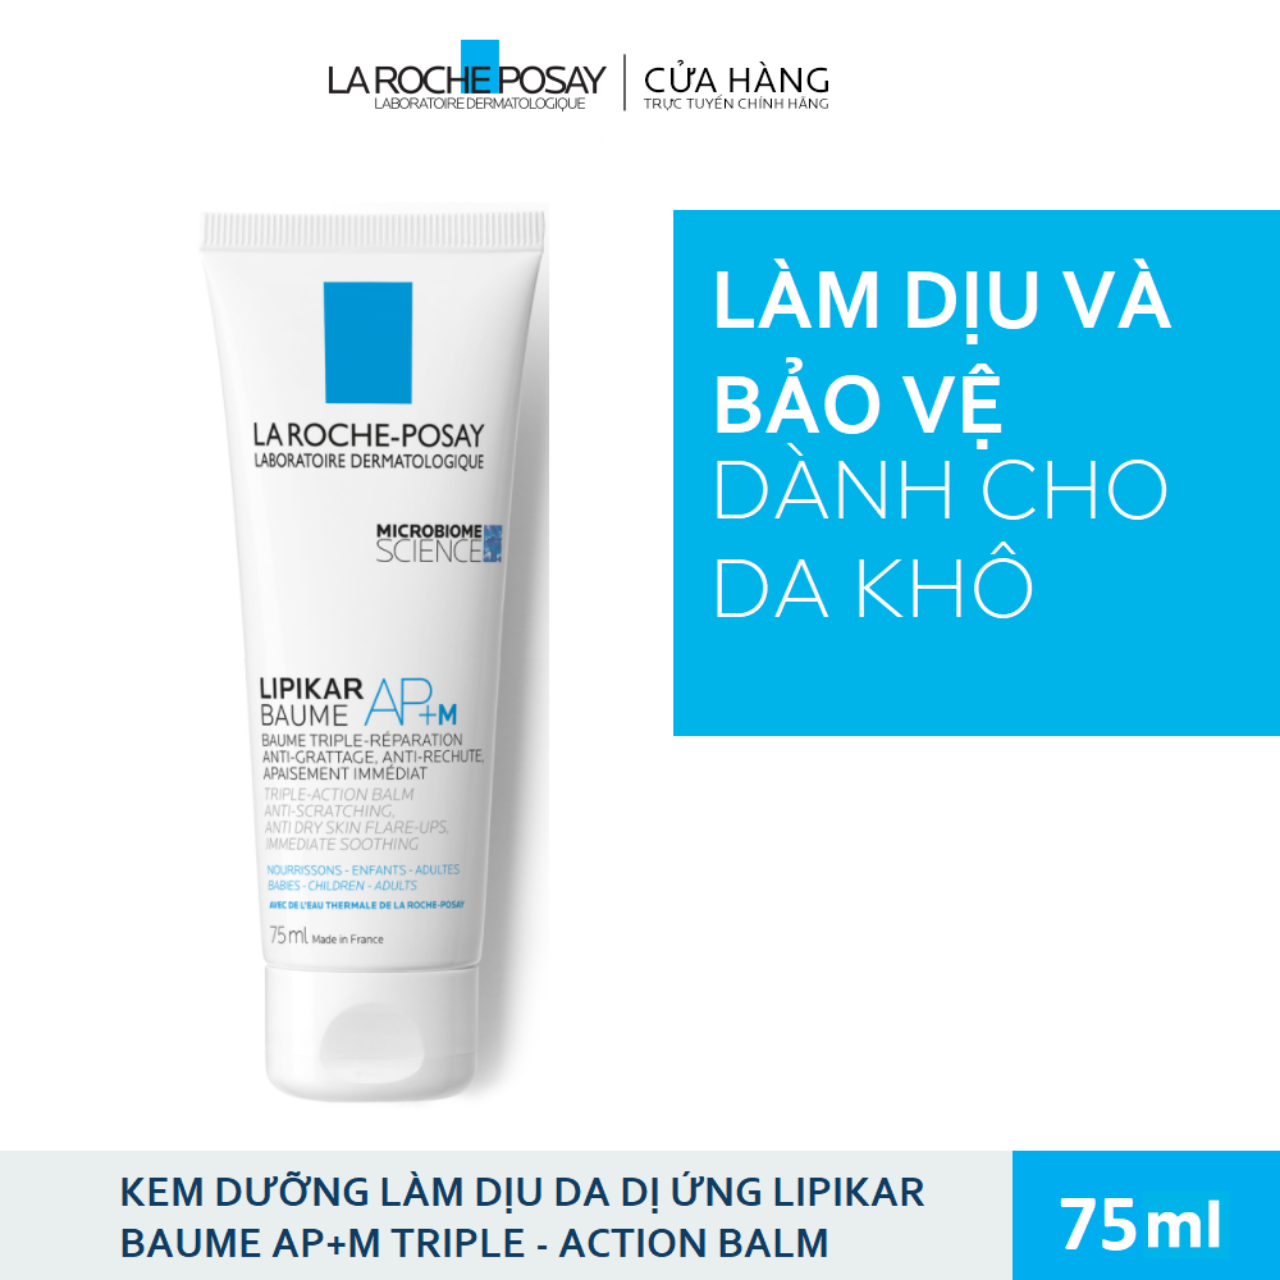 LA ROCHE POSAY
LABORATOIRE DERMATOLOGIQUE
CỬA HÀNG
TRỰC TUYẾN CHÍNH HÃNG
LÀM DỊU VÀ
BẢO VỆ
DÀNH CHO
DA KHÔ
LA ROCHE-POSAY
LABORATOIRE DERMATOLOGIQUE
MICROBIOME
SCIENCE
LIPIKAR
BAUME AP+M
BAUME TRIPLE-RÉPARATION
ANTI-GRATTAGE, ANTI-RECHUTE,
APAISEMENT IMMÉDIAT
TRIPLE-ACTION BALM
ANTI-SCRATCHING,
ANTI DRY SKIN FLARE-UPS,
IMMEDIATE SOOTHING
NOURRISSONS - ENFANTS - ADULTES
BABIES - CHILDREN - ADULTS
AVEC DE L'EAU THERMALE DE LA ROCHE-POSAY
75 ml Made in France
KEM DƯỠNG LÀM DỊU DA DỊ ỨNG LIPIKAR
BAUME AP+M TRIPLE - ACTION BALM
75ml